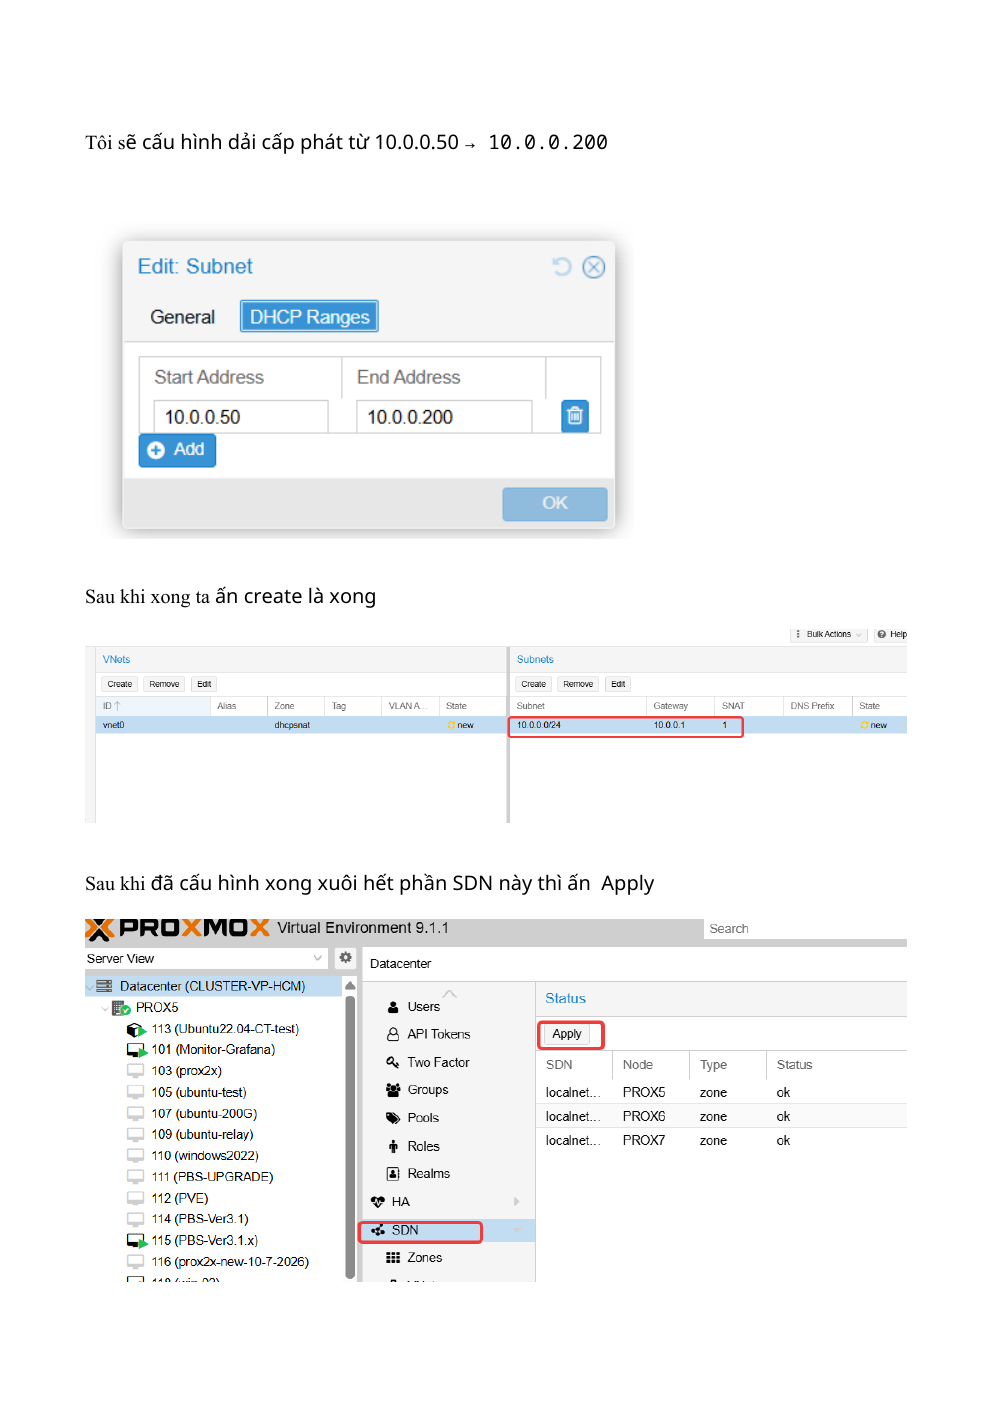 Tôi sẽ cấu hình dải cấp phát từ 10.0.0.50 → 10.0.0.200
Edit: Subnet
General DHCP Ranges
Start Address End Address
10.0.0.50 10.0.0.200
Add
OK
Sau khi xong ta ấn create là xong
Bulk Actions Help
VNets Subnets
Create Remove Edit Create Remove Edit
ID Alias Zone Tag VLAN A... State Subnet Gateway SNAT DNS Prefix State
vnet0 dhcpsnat new 10.0.0.0/24 10.0.0.1 1 new
Sau khi đã cấu hình xong xuôi hết phần SDN này thì ấn Apply
PROXMOX Virtual Environment 9.1.1 Search
Server View
Datacenter (CLUSTER-VP-HCM)
PROX5
113 (Ubuntu22.04-CT-test)
101 (Monitor-Grafana)
103 (prox2x)
105 (ubuntu-test)
107 (ubuntu-200G)
109 (ubuntu-relay)
110 (windows2022)
111 (PBS-UPGRADE)
112 (PVE)
114 (PBS-Ver3.1)
115 (PBS-Ver3.1.x)
116 (prox2x-new-10-7-2026)
Datacenter
Users
API Tokens
Two Factor
Groups
Pools
Roles
Realms
HA
SDN
Zones
Status
Apply
SDN Node Type Status
localnet... PROX5 zone ok
localnet... PROX6 zone ok
localnet... PROX7 zone ok